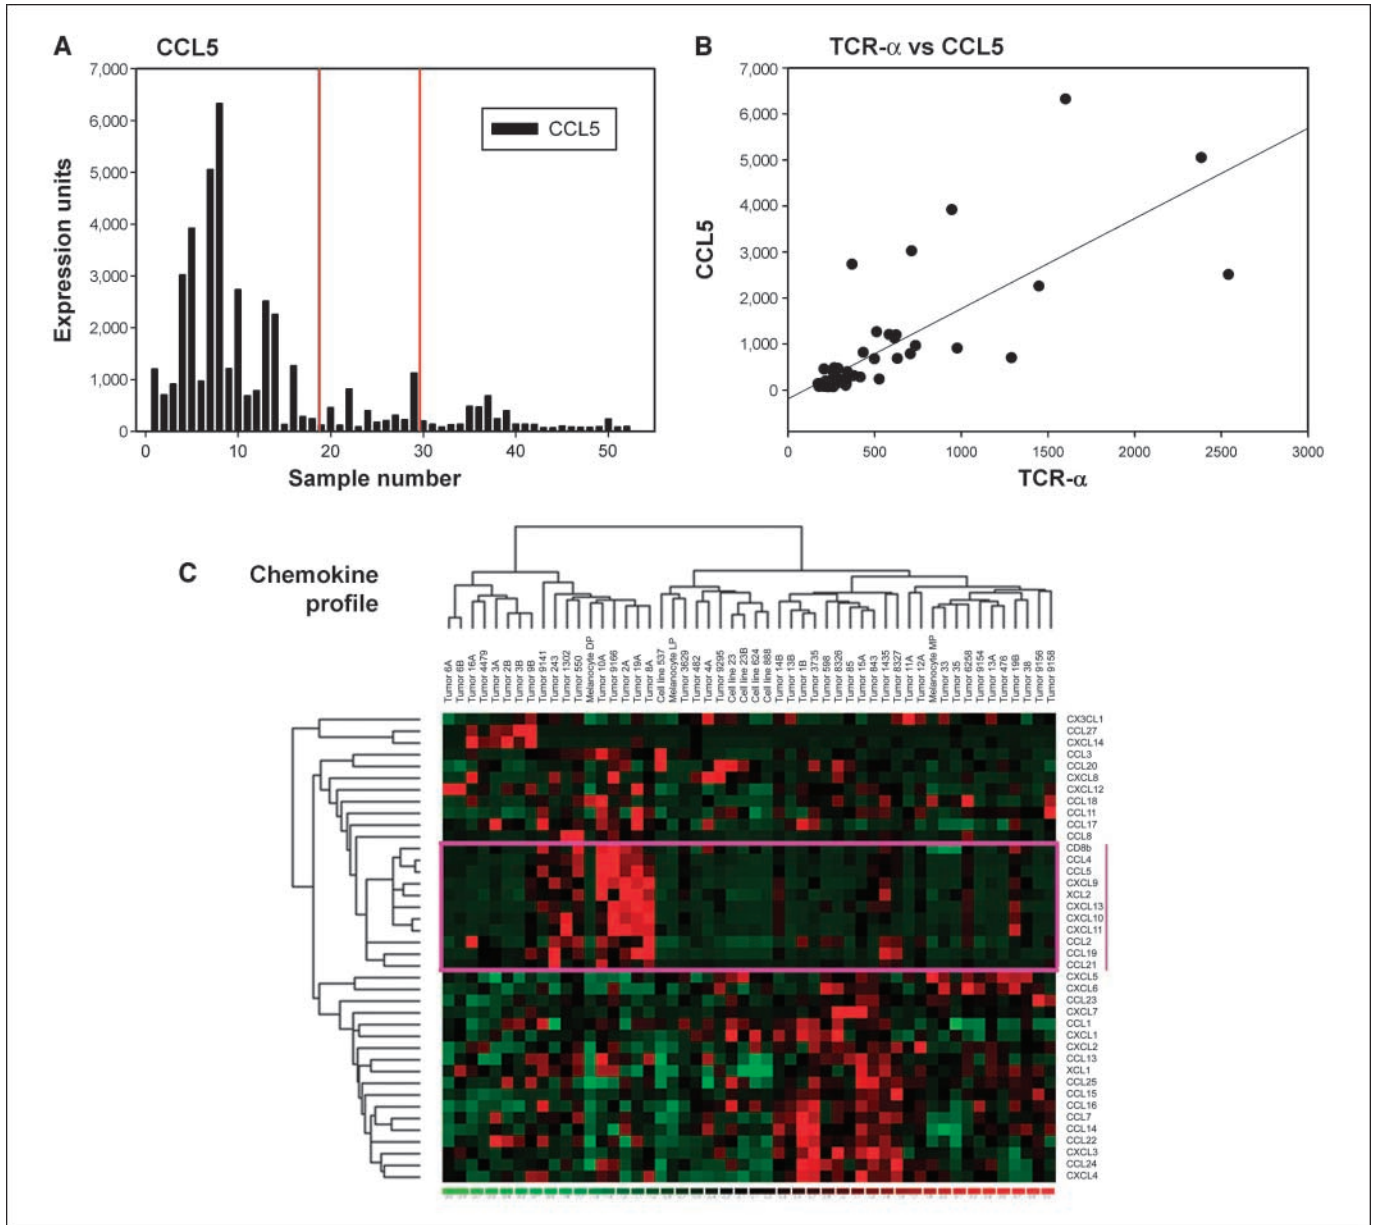 A
CCL5
7,000
6,000
5,000
4,000
3,000
2,000
1,000
0
Expression units
CCL5
0 10 20 30 40 50
Sample number
B
TCR-α vs CCL5
7,000
6,000
5,000
4,000
3,000
2,000
1,000
0
CCL5
0 500 1000 1500 2000 2500 3000
TCR-α
C
Chemokine
profile
Tumor 6A
Tumor 6B
Tumor 16A
Tumor 4479
Tumor 3A
Tumor 2B
Tumor 3B
Tumor 9B
Tumor 9141
Tumor 243
Tumor 1302
Tumor 550
Melanocyte DP
Tumor 10A
Tumor 9166
Tumor 2A
Tumor 19A
Tumor 8A
Cell line 537
Melanocyte LP
Tumor 3629
Tumor 482
Tumor 4A
Tumor 9295
Cell line 23
Cell line 23B
Cell line 624
Cell line 888
Tumor 14B
Tumor 13B
Tumor 1B
Tumor 3735
Tumor 598
Tumor 8326
Tumor 85
Tumor 15A
Tumor 843
Tumor 1435
Tumor 8327
Tumor 11A
Tumor 12A
Melanocyte MP
Tumor 33
Tumor 35
Tumor 6258
Tumor 9154
Tumor 13A
Tumor 476
Tumor 19B
Tumor 38
Tumor 9156
Tumor 9158
CX3CL1
CCL27
CXCL14
CCL3
CCL20
CXCL8
CXCL12
CCL18
CCL11
CCL17
CCL8
CD8b
CCL4
CCL5
CXCL9
XCL2
CXCL13
CXCL10
CXCL11
CCL2
CCL19
CCL21
CXCL5
CXCL6
CCL23
CXCL7
CCL1
CXCL1
CXCL2
CCL13
XCL1
CCL25
CCL15
CCL16
CCL7
CCL14
CCL22
CXCL3
CCL24
CXCL4